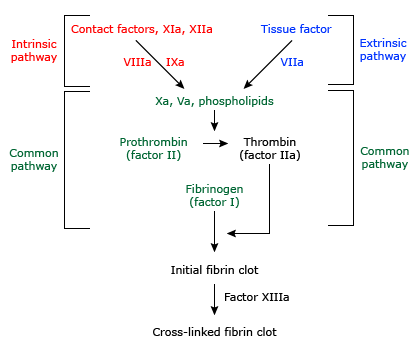 Contact factors, XIa, XIIa
Tissue factor
Intrinsic
pathway
Extrinsic
pathway
VIIIa
IXa
VIIa
Xa, Va, phospholipids
Prothrombin
(factor II)
Thrombin
(factor IIa)
Common
pathway
Common
pathway
Fibrinogen
(factor I)
Initial fibrin clot
Factor XIIIa
Cross-linked fibrin clot